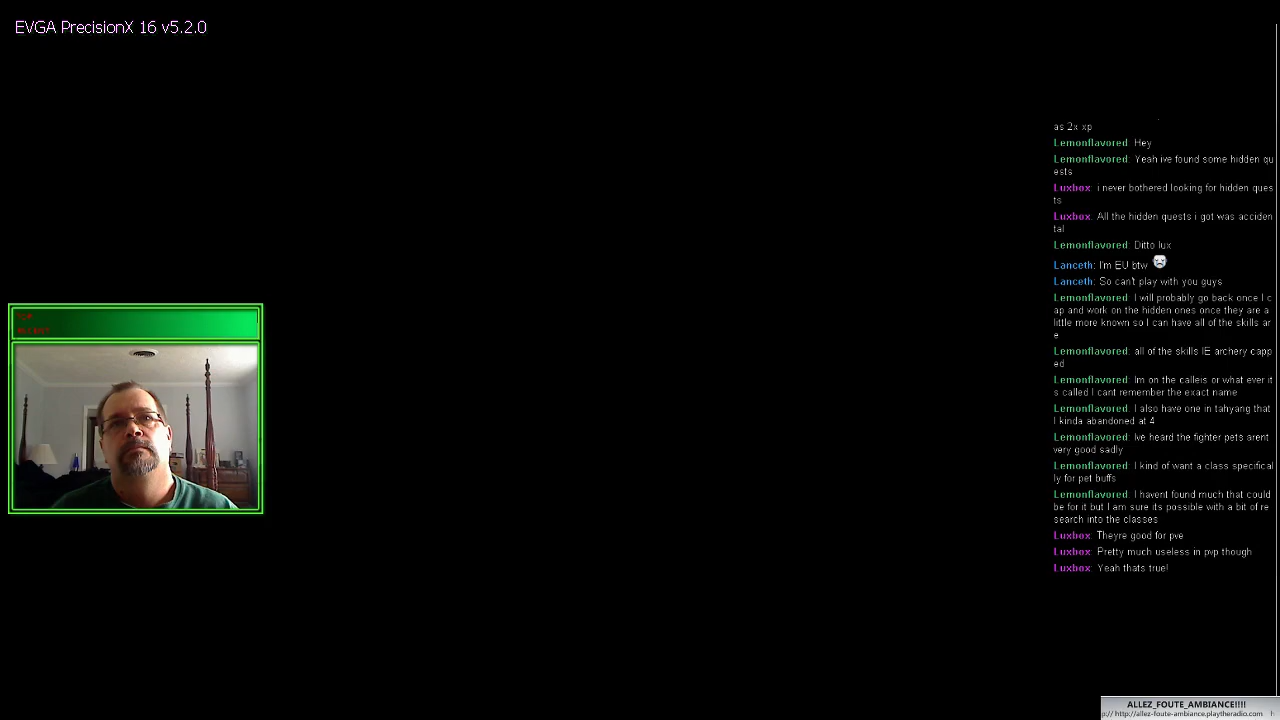 EVGA PrecisionX 16 v5.2.0
as 2x xp
Lemonflavored: Hey
Lemonflavored: Yeah ive found some hidden qu
ests
Luxbox: i never bothered looking for hidden ques
ts
Luxbox: All the hidden quests i got was acciden
tal
Lemonflavored: Ditto lux
Lanceth: I'm EU btw
Lanceth: So can't play with you guys
Lemonflavored: I will probably go back once I c
ap and work on the hidden ones once they are a
little more known so I can have all of the skills ar
e
Lemonflavored: all of the skills IE archery capp
ed
Lemonflavored: Im on the calleis or what ever it
s called I cant remember the exact name
Lemonflavored: I also have one in tahyang that
I kinda abandoned at 4
Lemonflavored: Ive heard the fighter pets arent
very good sadly
Lemonflavored: I kind of want a class specifical
ly for pet buffs
Lemonflavored: I havent found much that could
be for it but I am sure its possible with a bit of re
search into the classes
Luxbox: Theyre good for pve
Luxbox: Pretty much useless in pvp though
Luxbox: Yeah thats true!
ALLEZ_FOUTE_AMBIANCE!!!!
p:// http://allez-foute-ambiance.playtheradio.com